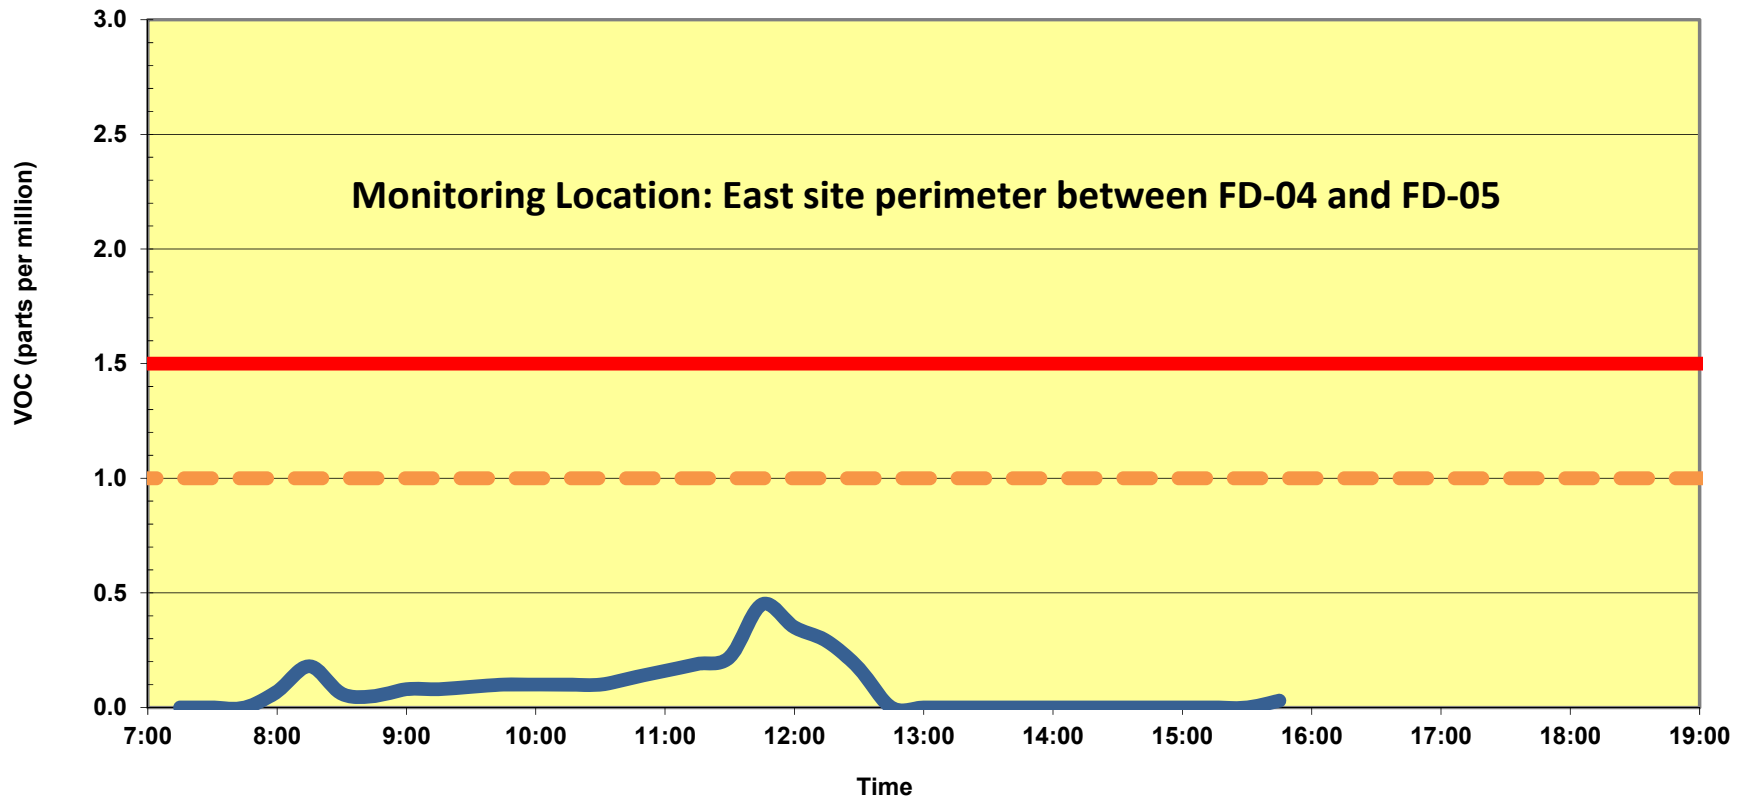 3.0
2.5
Monitoring Location: East site perimeter between FD-04 and FD-05
2.0
VOC (parts per million)
1.5
1.0
0.5
0.0
7:00 8:00 9:00 10:00 11:00 12:00 13:00 14:00 15:00 16:00 17:00 18:00 19:00
Time